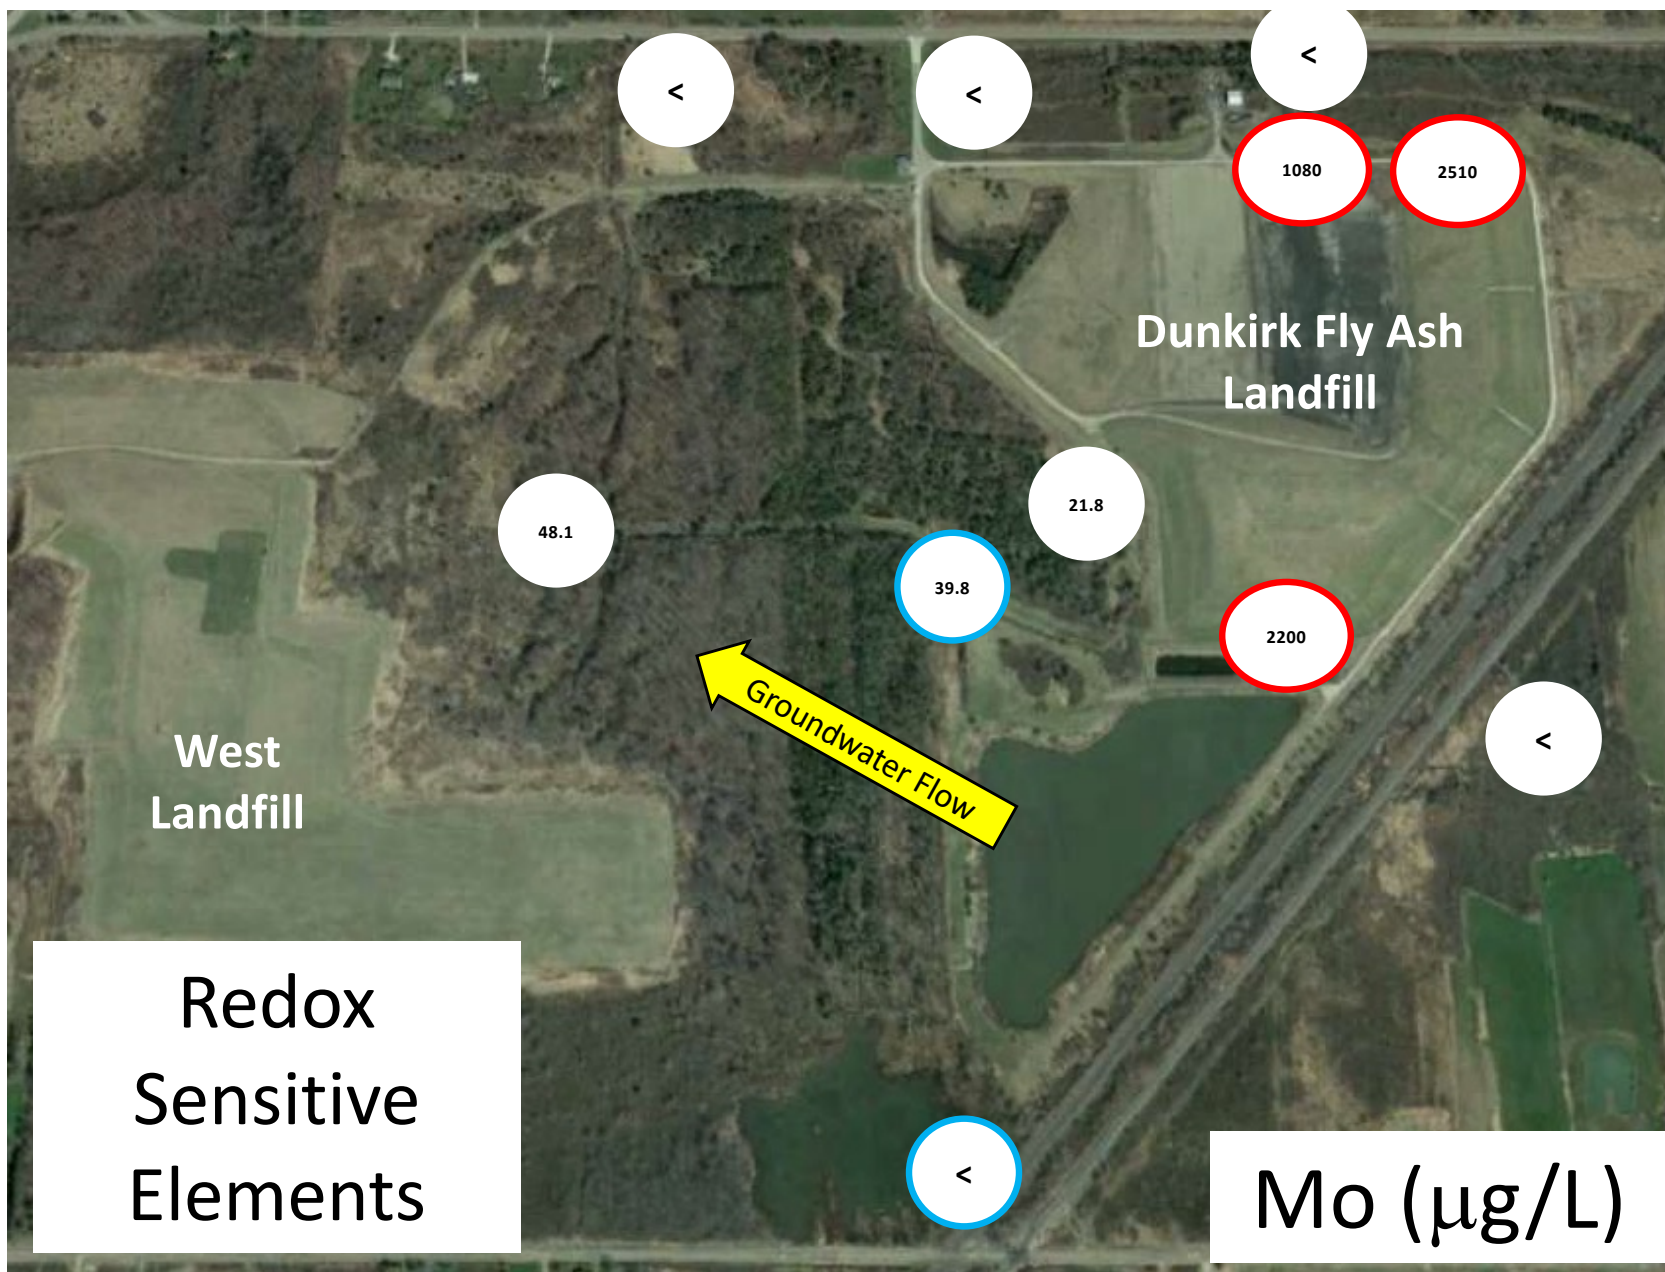 <
<
<
1080
2510
Dunkirk Fly Ash
Landfill
48.1
21.8
39.8
2200
Groundwater Flow
<
West
Landfill
Redox
Sensitive
Elements
<
Mo (µg/L)